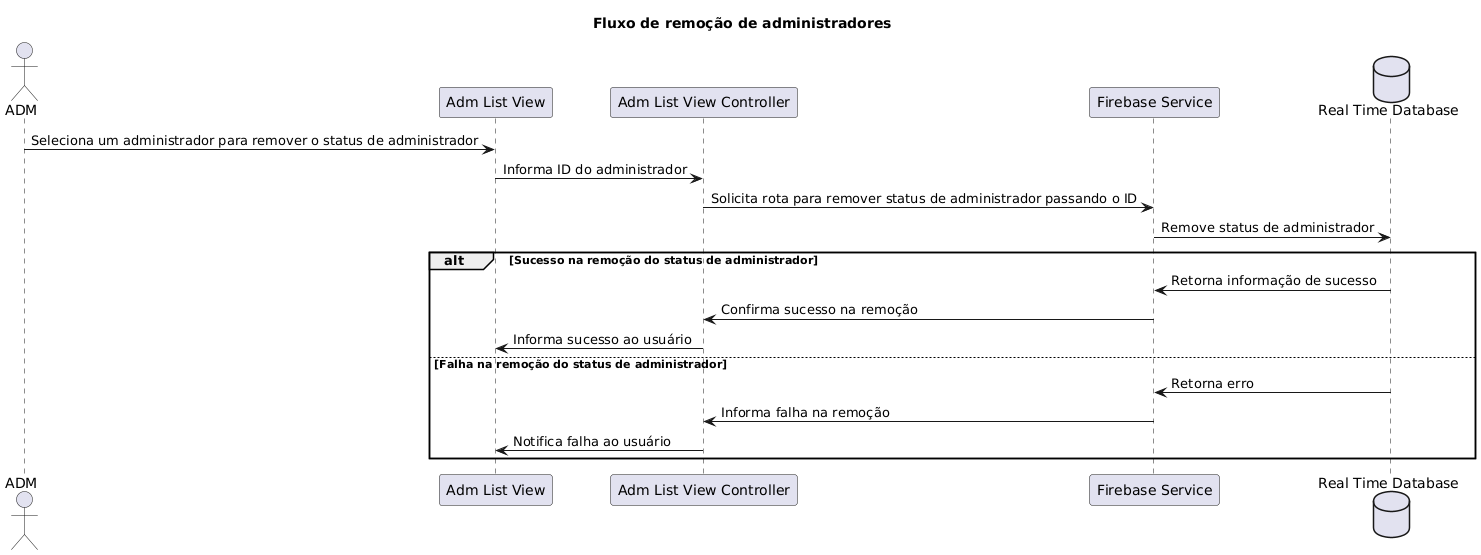 Fluxo de remoção de administradores
ADM
Adm List View
Adm List View Controller
Firebase Service
Real Time Database
Seleciona um administrador para remover o status de administrador
Informa ID do administrador
Solicita rota para remover status de administrador passando o ID
Remove status de administrador
alt [Sucesso na remoção do status de administrador]
Retorna informação de sucesso
Confirma sucesso na remoção
Informa sucesso ao usuário
[Falha na remoção do status de administrador]
Retorna erro
Informa falha na remoção
Notifica falha ao usuário
ADM
Adm List View
Adm List View Controller
Firebase Service
Real Time Database